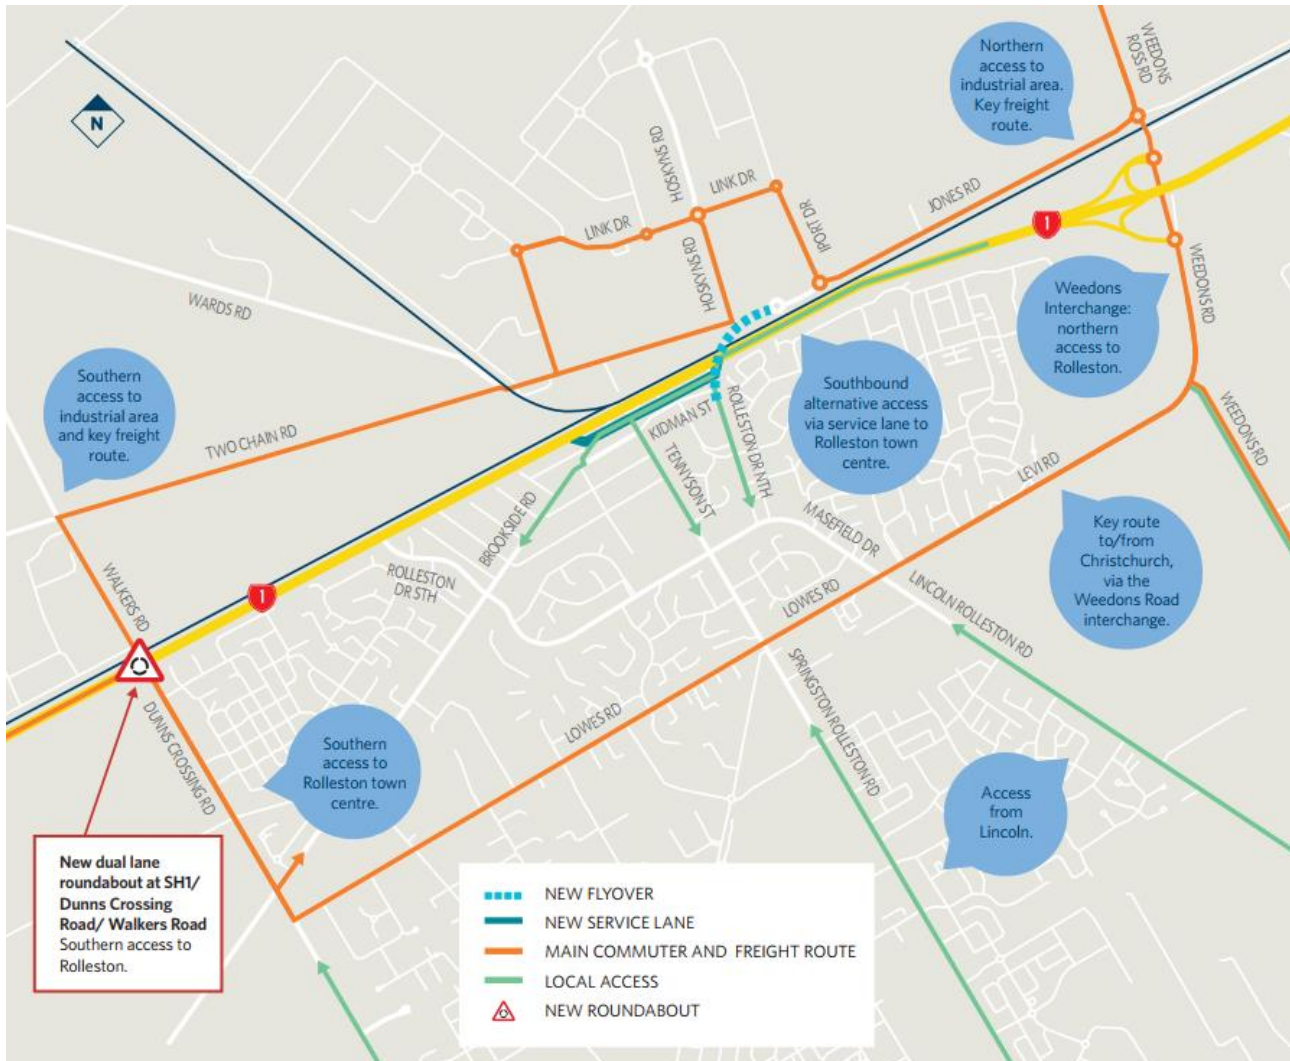 Northern
access to
industrial area.
Key freight
route.
WEEDONS
ROSS RD
N
HOSKYNS RD
LINK DR
LINK DR
HOSKYNS RD
IPORT DR
JONES RD
1
WARDS RD
WEEDONS RD
Weedons
Interchange:
northern
access to
Rolleston.
Southern
access to
industrial area
and key freight
route.
TWO CHAIN RD
KIDMAN ST
ROLLESTON DR NTH
TENNYSON ST
Southbound
alternative access
via service lane to
Rolleston town
centre.
WEEDONS RD
LEVI RD
BROOKSIDE RD
MASEFIELD DR
Key route
to/from
Christchurch,
via the
Weedons Road
interchange.
ROLLESTON
DR STH
WALKERS RD
1
LOWES RD
LINCOLN ROLLESTON RD
DUNNS CROSSING RD
LOWES RD
SPRINGSTON ROLLESTON RD
Southern
access to
Rolleston town
centre.
Access
from
Lincoln.
New dual lane
roundabout at SH1/
Dunns Crossing
Road/ Walkers Road
Southern access to
Rolleston.
NEW FLYOVER
NEW SERVICE LANE
MAIN COMMUTER AND FREIGHT ROUTE
LOCAL ACCESS
NEW ROUNDABOUT